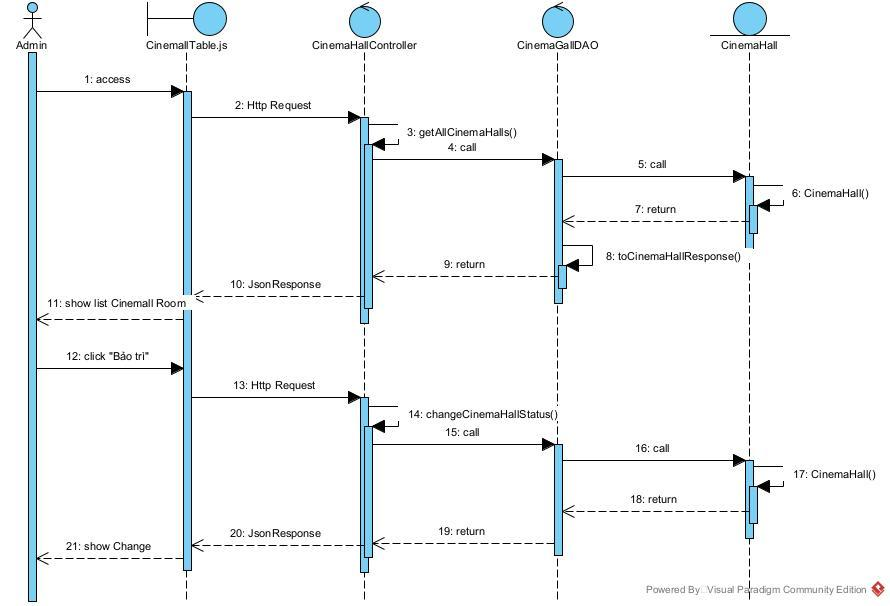 Admin
CinemallTable.js
CinemaHallController
CinemaGallDAO
CinemaHall
1: access
2: Http Request
3: getAllCinemaHalls()
4: call
5: call
6: CinemaHall()
7: return
8: toCinemaHallResponse()
9: return
10: JsonResponse
11: show list Cinemall Room
12: click "Bảo trì"
13: Http Request
14: changeCinemaHallStatus()
15: call
16: call
17: CinemaHall()
18: return
19: return
20: JsonResponse
21: show Change
Powered By Visual Paradigm Community Edition